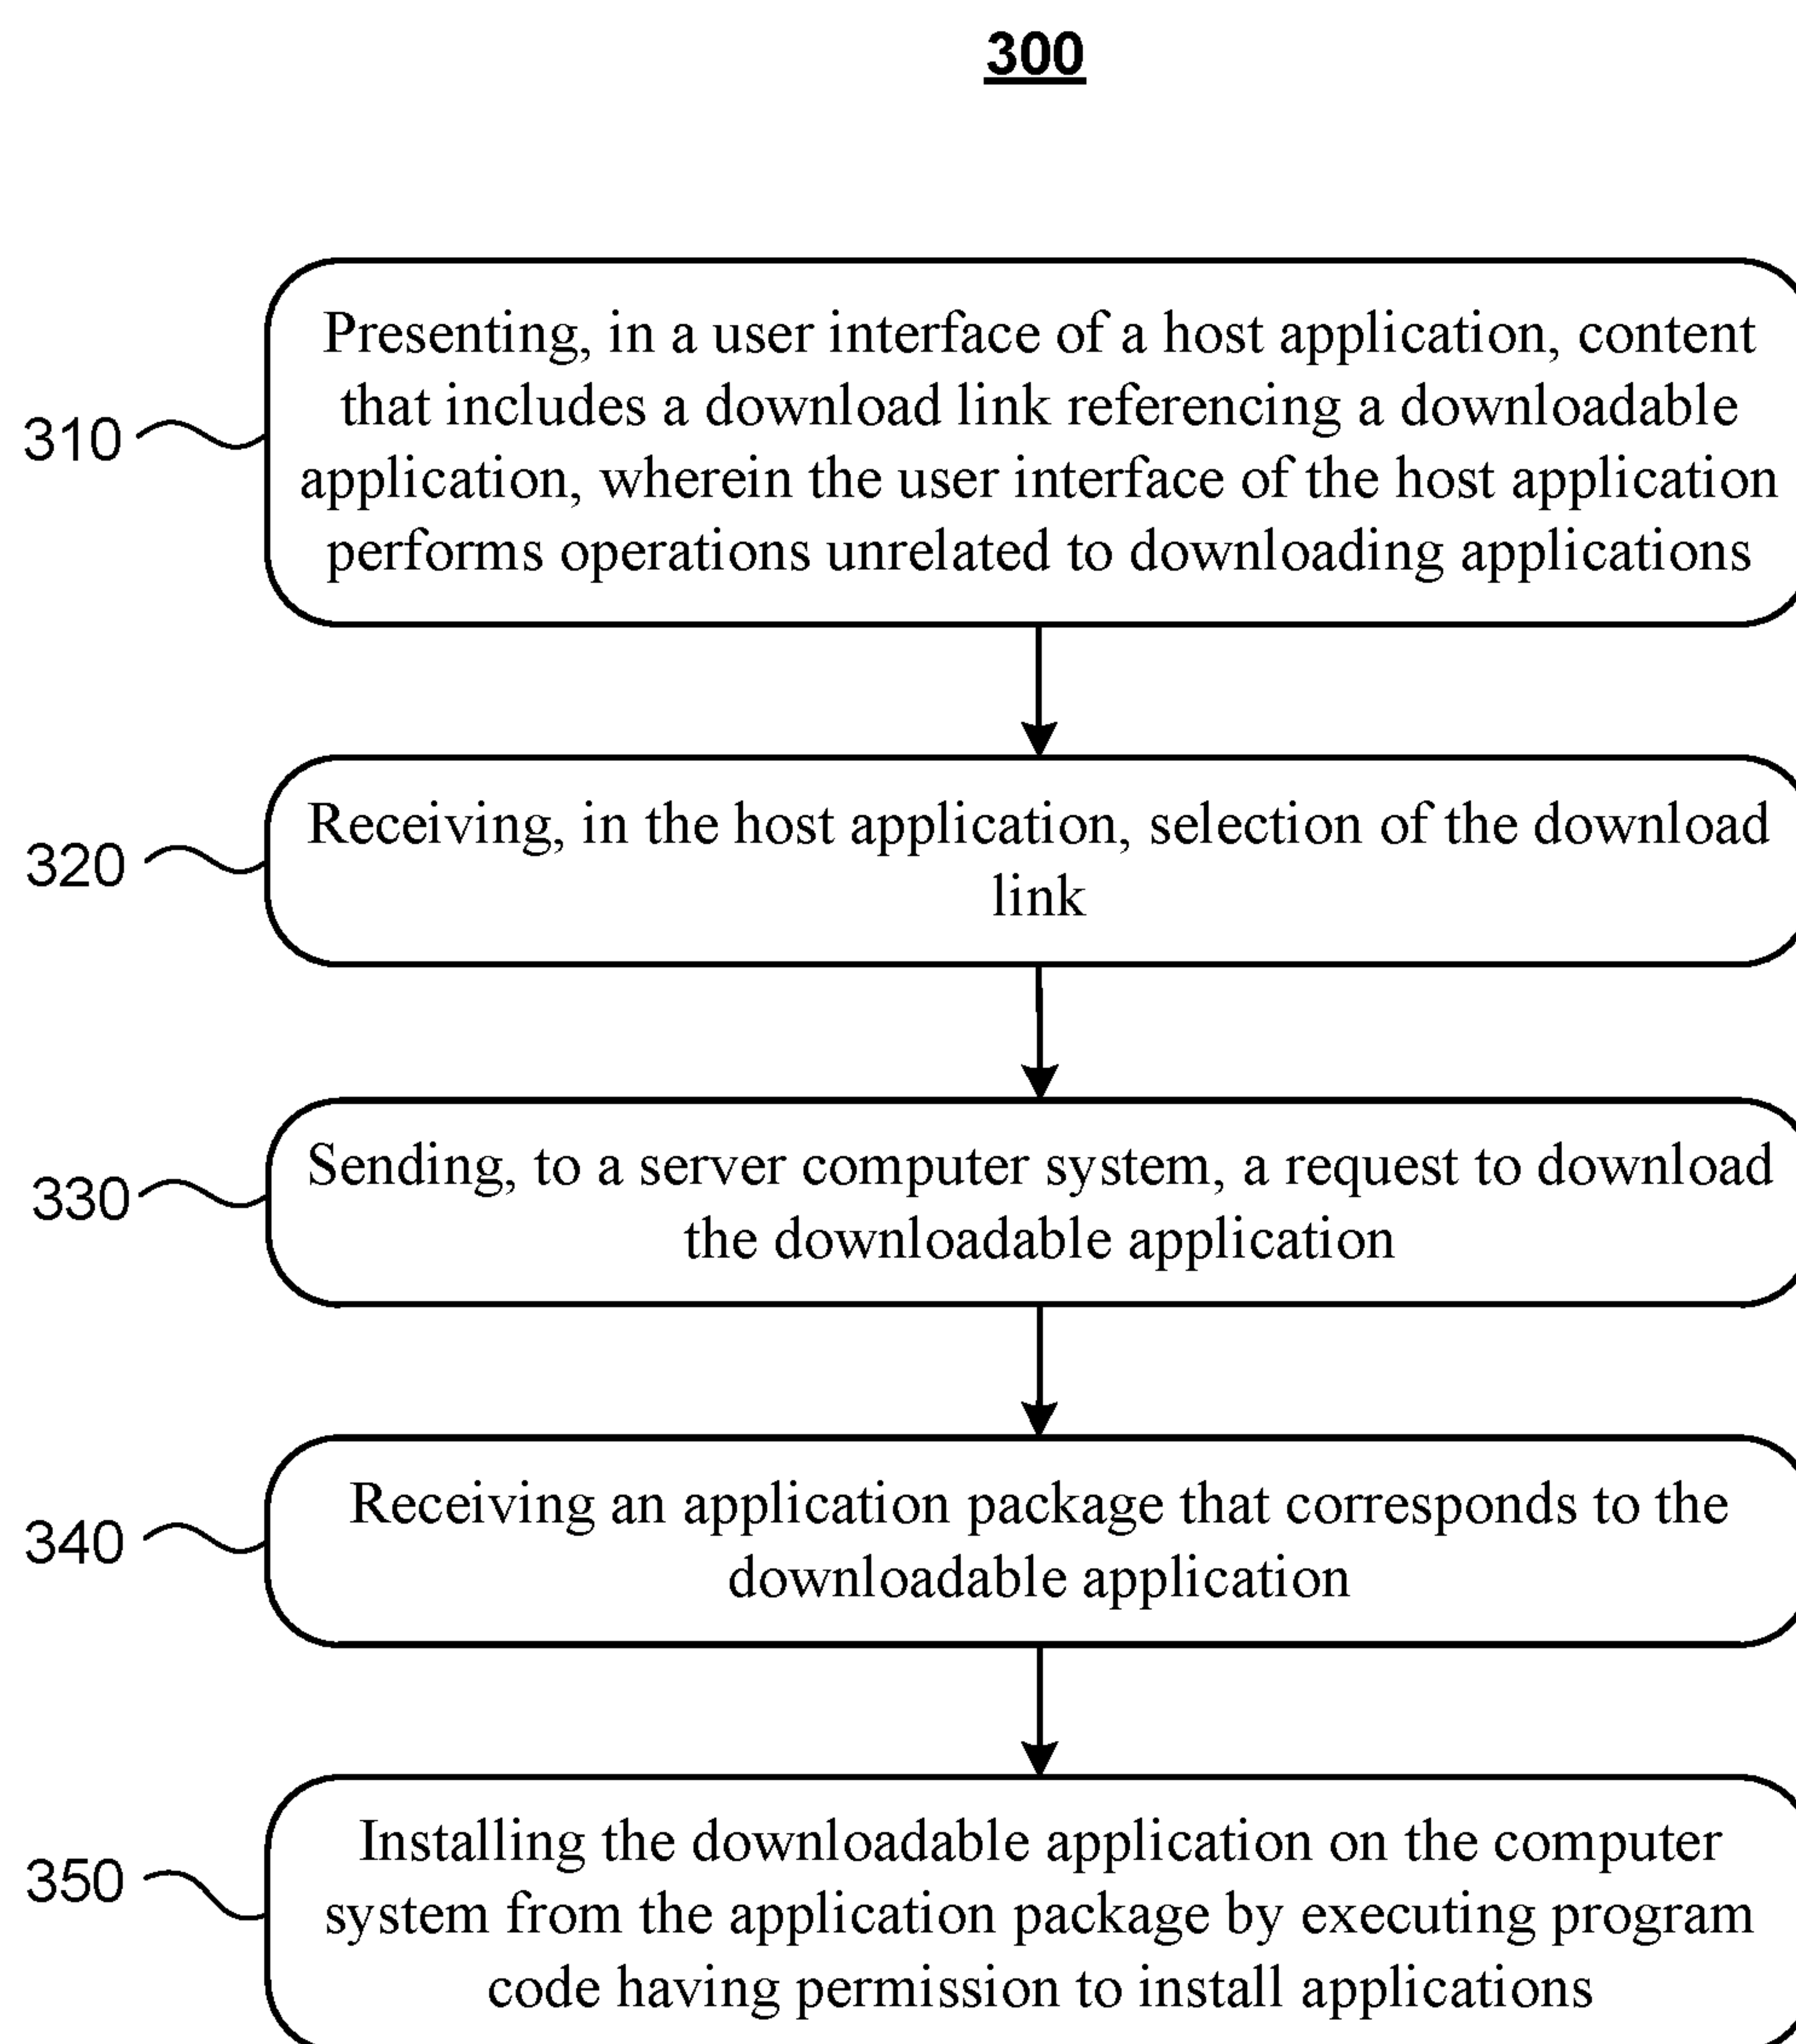 300
310
Presenting, in a user interface of a host application, content
that includes a download link referencing a downloadable
application, wherein the user interface of the host application
performs operations unrelated to downloading applications
320
Receiving, in the host application, selection of the download
link
330
Sending, to a server computer system, a request to download
the downloadable application
340
Receiving an application package that corresponds to the
downloadable application
350
Installing the downloadable application on the computer
system from the application package by executing program
code having permission to install applications